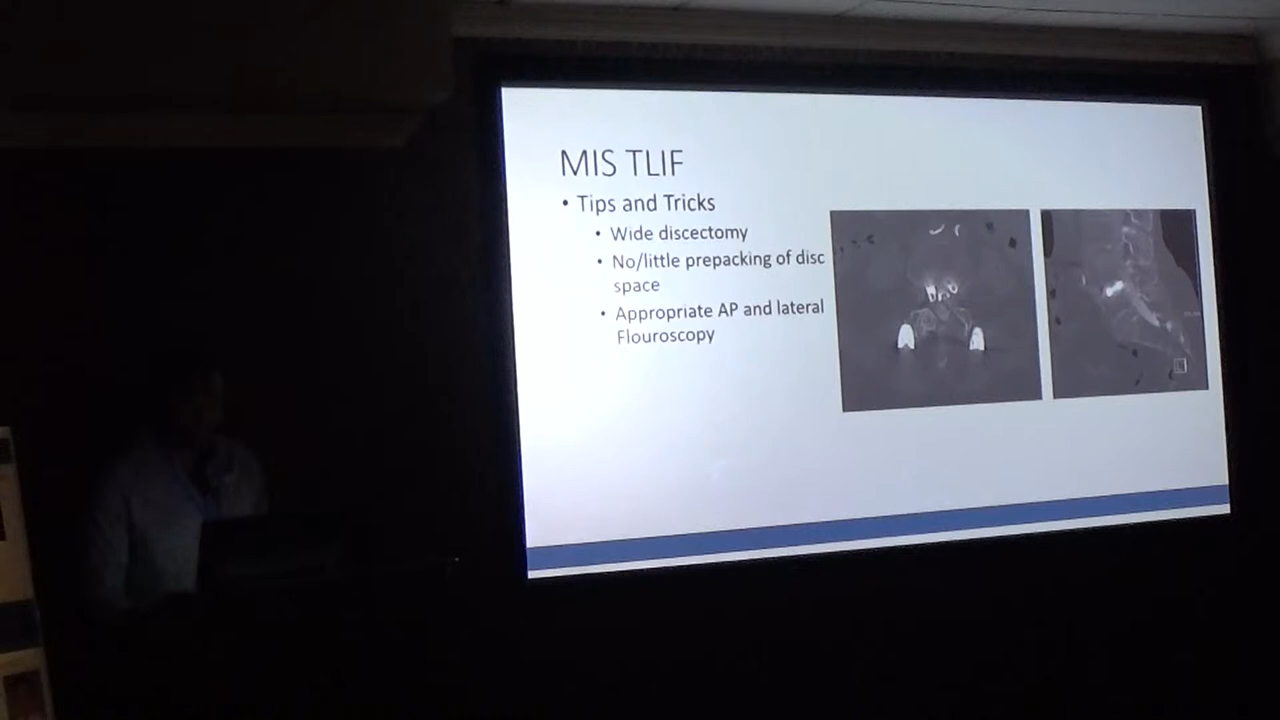 MIS TLIF
• Tips and Tricks
• Wide discectomy
• No/little prepacking of disc
space
• Appropriate AP and lateral
Flouroscopy